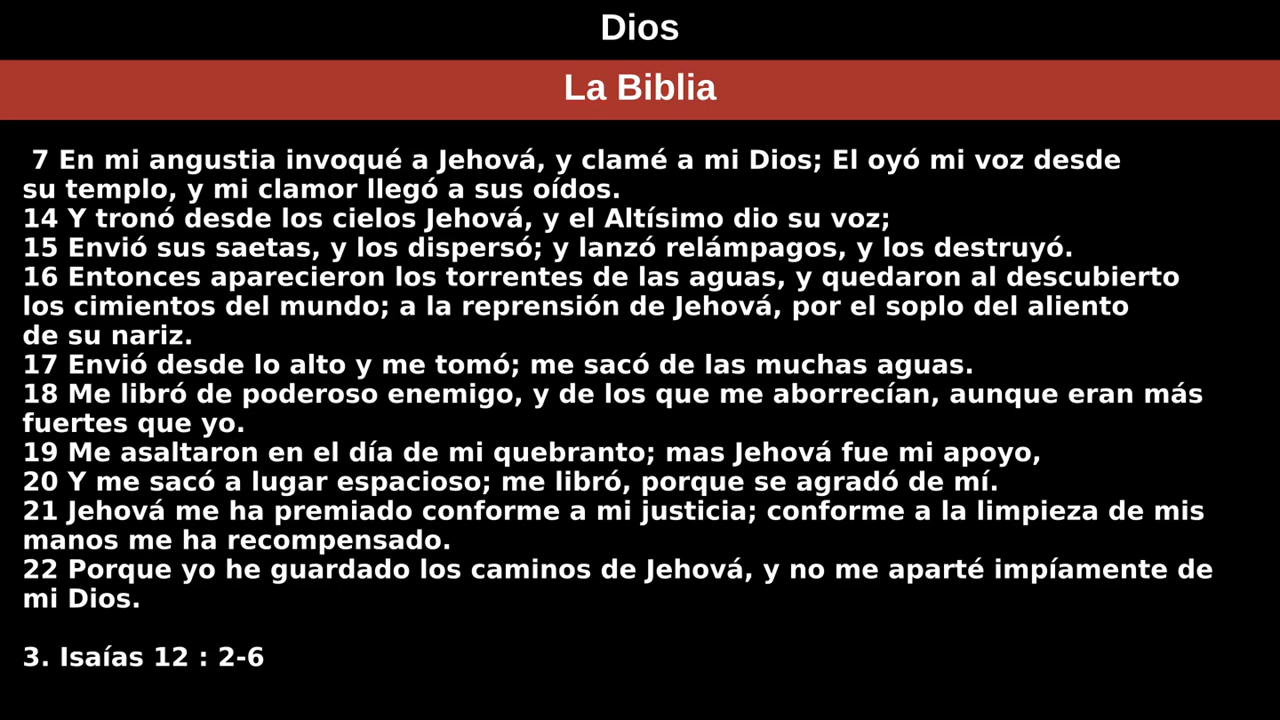 Dios
La Biblia
7 En mi angustia invoqué a Jehová, y clamé a mi Dios; El oyó mi voz desde
su templo, y mi clamor llegó a sus oídos.
14 Y tronó desde los cielos Jehová, y el Altísimo dio su voz;
15 Envió sus saetas, y los dispersó; y lanzó relámpagos, y los destruyó.
16 Entonces aparecieron los torrentes de las aguas, y quedaron al descubierto
los cimientos del mundo; a la reprensión de Jehová, por el soplo del aliento
de su nariz.
17 Envió desde lo alto y me tomó; me sacó de las muchas aguas.
18 Me libró de poderoso enemigo, y de los que me aborrecían, aunque eran más
fuertes que yo.
19 Me asaltaron en el día de mi quebranto; mas Jehová fue mi apoyo,
20 Y me sacó a lugar espacioso; me libró, porque se agradó de mí.
21 Jehová me ha premiado conforme a mi justicia; conforme a la limpieza de mis
manos me ha recompensado.
22 Porque yo he guardado los caminos de Jehová, y no me aparté impíamente de
mi Dios.
3. Isaías 12 : 2-6